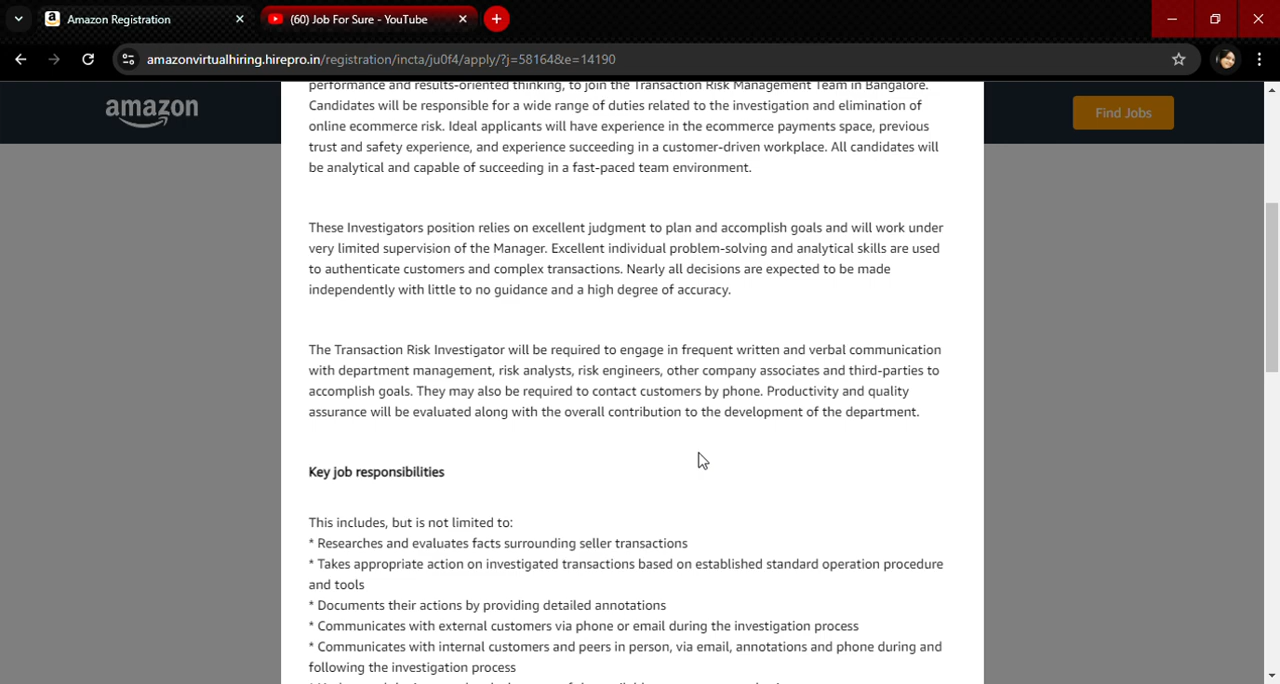 Amazon Registration
(60) Job For Sure - YouTube
amazonvirtualhiring.hirepro.in/registration/incta/ju0f4/apply/?j=58164&e=14190
amazon
Find Jobs
performance and results-oriented thinking, to join the Transaction Risk Management Team in Bangalore.
Candidates will be responsible for a wide range of duties related to the investigation and elimination of
online ecommerce risk. Ideal applicants will have experience in the ecommerce payments space, previous
trust and safety experience, and experience succeeding in a customer-driven workplace. All candidates will
be analytical and capable of succeeding in a fast-paced team environment.
These Investigators position relies on excellent judgment to plan and accomplish goals and will work under
very limited supervision of the Manager. Excellent individual problem-solving and analytical skills are used
to authenticate customers and complex transactions. Nearly all decisions are expected to be made
independently with little to no guidance and a high degree of accuracy.
The Transaction Risk Investigator will be required to engage in frequent written and verbal communication
with department management, risk analysts, risk engineers, other company associates and third-parties to
accomplish goals. They may also be required to contact customers by phone. Productivity and quality
assurance will be evaluated along with the overall contribution to the development of the department.
Key job responsibilities
This includes, but is not limited to:
* Researches and evaluates facts surrounding seller transactions
* Takes appropriate action on investigated transactions based on established standard operation procedure
and tools
* Documents their actions by providing detailed annotations
* Communicates with external customers via phone or email during the investigation process
* Communicates with internal customers and peers in person, via email, annotations and phone during and
following the investigation process